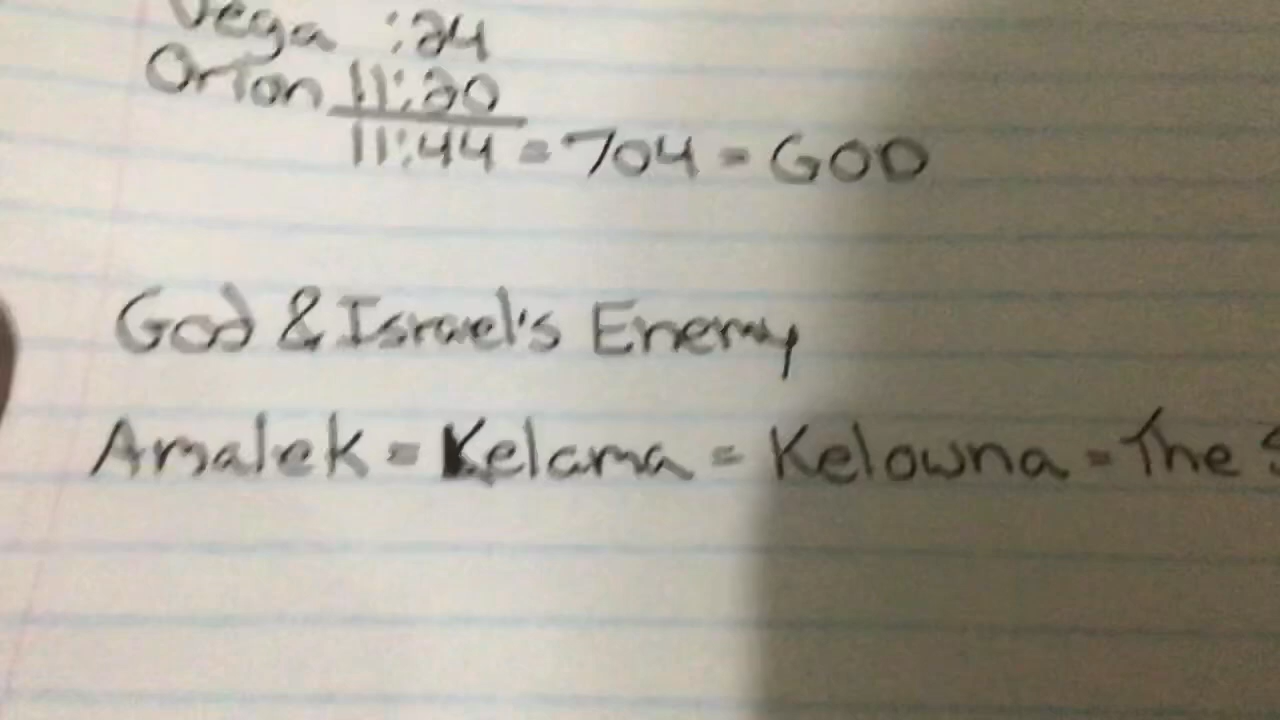 Vega :24
Orion 11:20
11:44 = 704 = GOD
God & Israel's Enemy
Amalek = Kelama = Kelowna = The